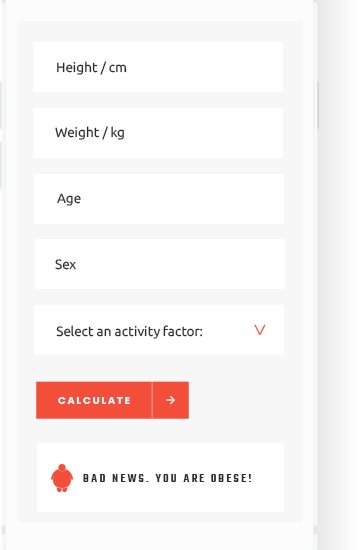 Height / cm
Weight / kg
Age
Sex
Select an activity factor:
CALCULATE
BAD NEWS. YOU ARE OBESE!